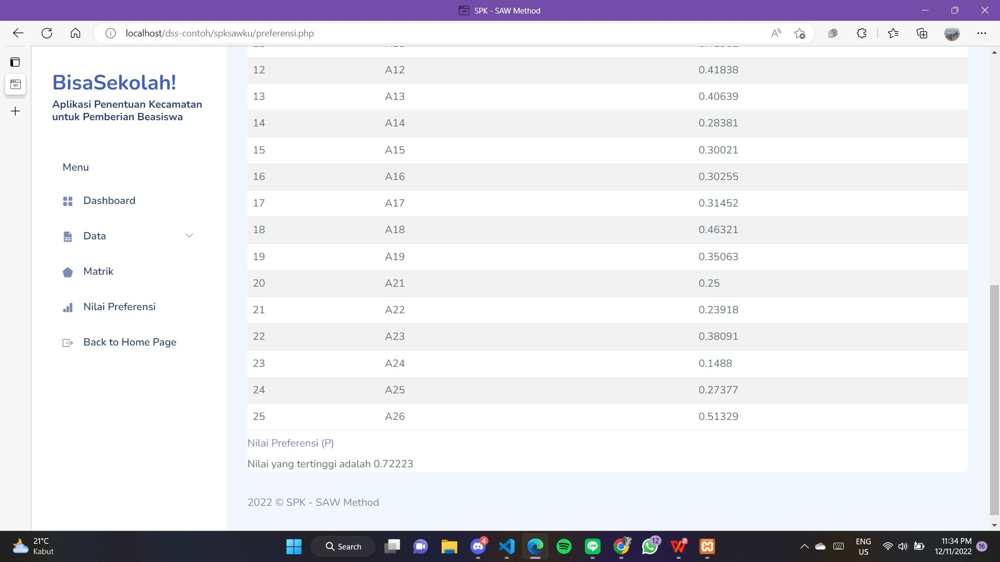 SPK - SAW Method
localhost/dss-contoh/spksawku/preferensi.php
BisaSekolah!
Aplikasi Penentuan Kecamatan
untuk Pemberian Beasiswa
Menu
Dashboard
Data
Matrik
Nilai Preferensi
Back to Home Page
12 A12 0.41838
13 A13 0.40639
14 A14 0.28381
15 A15 0.30021
16 A16 0.30255
17 A17 0.31452
18 A18 0.46321
19 A19 0.35063
20 A21 0.25
21 A22 0.23918
22 A23 0.38091
23 A24 0.1488
24 A25 0.27377
25 A26 0.51329
Nilai Preferensi (P)
Nilai yang tertinggi adalah 0.72223
2022 © SPK - SAW Method
21°C
Kabut
Search
4
LINE
12
ENG
US
11:34 PM
12/11/2022
16